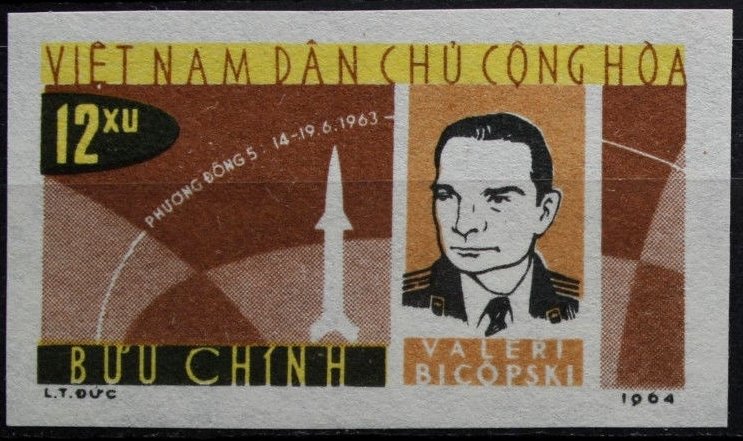 VIỆT NAM DÂN CHỦ CỘNG HÒA
12 XU
PHƯƠNG ĐÔNG 5 . 14-19.6.1963
BƯU CHÍNH
VALERI
BICÓPSKI
L.T.ĐỨC
1964